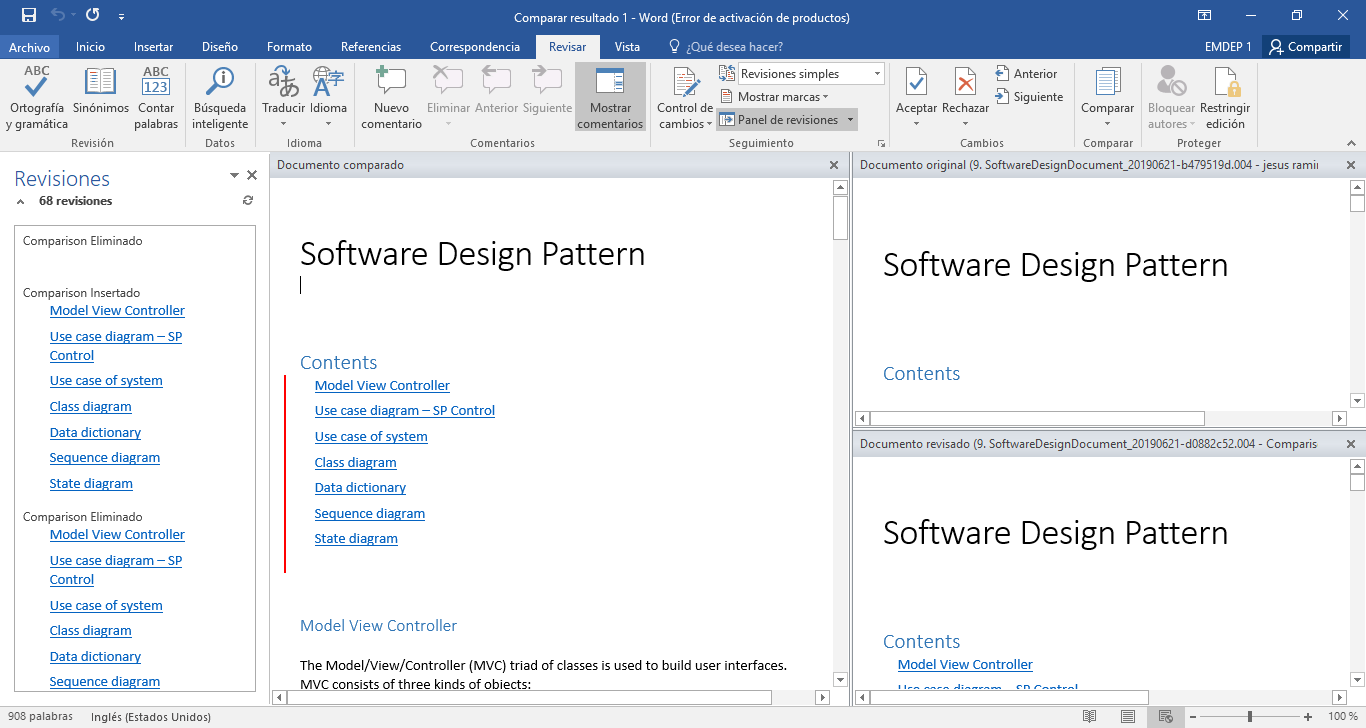 Comparar resultado 1 - Word (Error de activación de productos)
Archivo Inicio Insertar Diseño Formato Referencias Correspondencia Revisar Vista ¿Qué desea hacer? EMDEP 1 Compartir
ABC
Ortografía
y gramática
Sinónimos
ABC
123
Contar
palabras
Revisión
Búsqueda
inteligente
Datos
Traducir
Idioma
Idioma
Nuevo
comentario
Eliminar
Anterior
Siguiente
Mostrar
comentarios
Comentarios
Control de
cambios
Revisiones simples
Mostrar marcas
Panel de revisiones
Seguimiento
Aceptar
Rechazar
Anterior
Siguiente
Cambios
Comparar
Comparar
Bloquear
autores
Restringir
edición
Proteger
Revisiones
68 revisiones
Comparison Eliminado
Comparison Insertado
Model View Controller
Use case diagram – SP
Control
Use case of system
Class diagram
Data dictionary
Sequence diagram
State diagram
Comparison Eliminado
Model View Controller
Use case diagram – SP
Control
Use case of system
Class diagram
Data dictionary
Sequence diagram
Documento comparado
Software Design Pattern
Contents
Model View Controller
Use case diagram – SP Control
Use case of system
Class diagram
Data dictionary
Sequence diagram
State diagram
Model View Controller
The Model/View/Controller (MVC) triad of classes is used to build user interfaces.
MVC consists of three kinds of objects:
Documento original (9. SoftwareDesignDocument_20190621-b479519d.004 - jesus ramir
Software Design Pattern
Contents
Documento revisado (9. SoftwareDesignDocument_20190621-d0882c52.004 - Comparis
Software Design Pattern
Contents
Model View Controller
Use case diagram – SP Control
908 palabras Inglés (Estados Unidos) 100 %